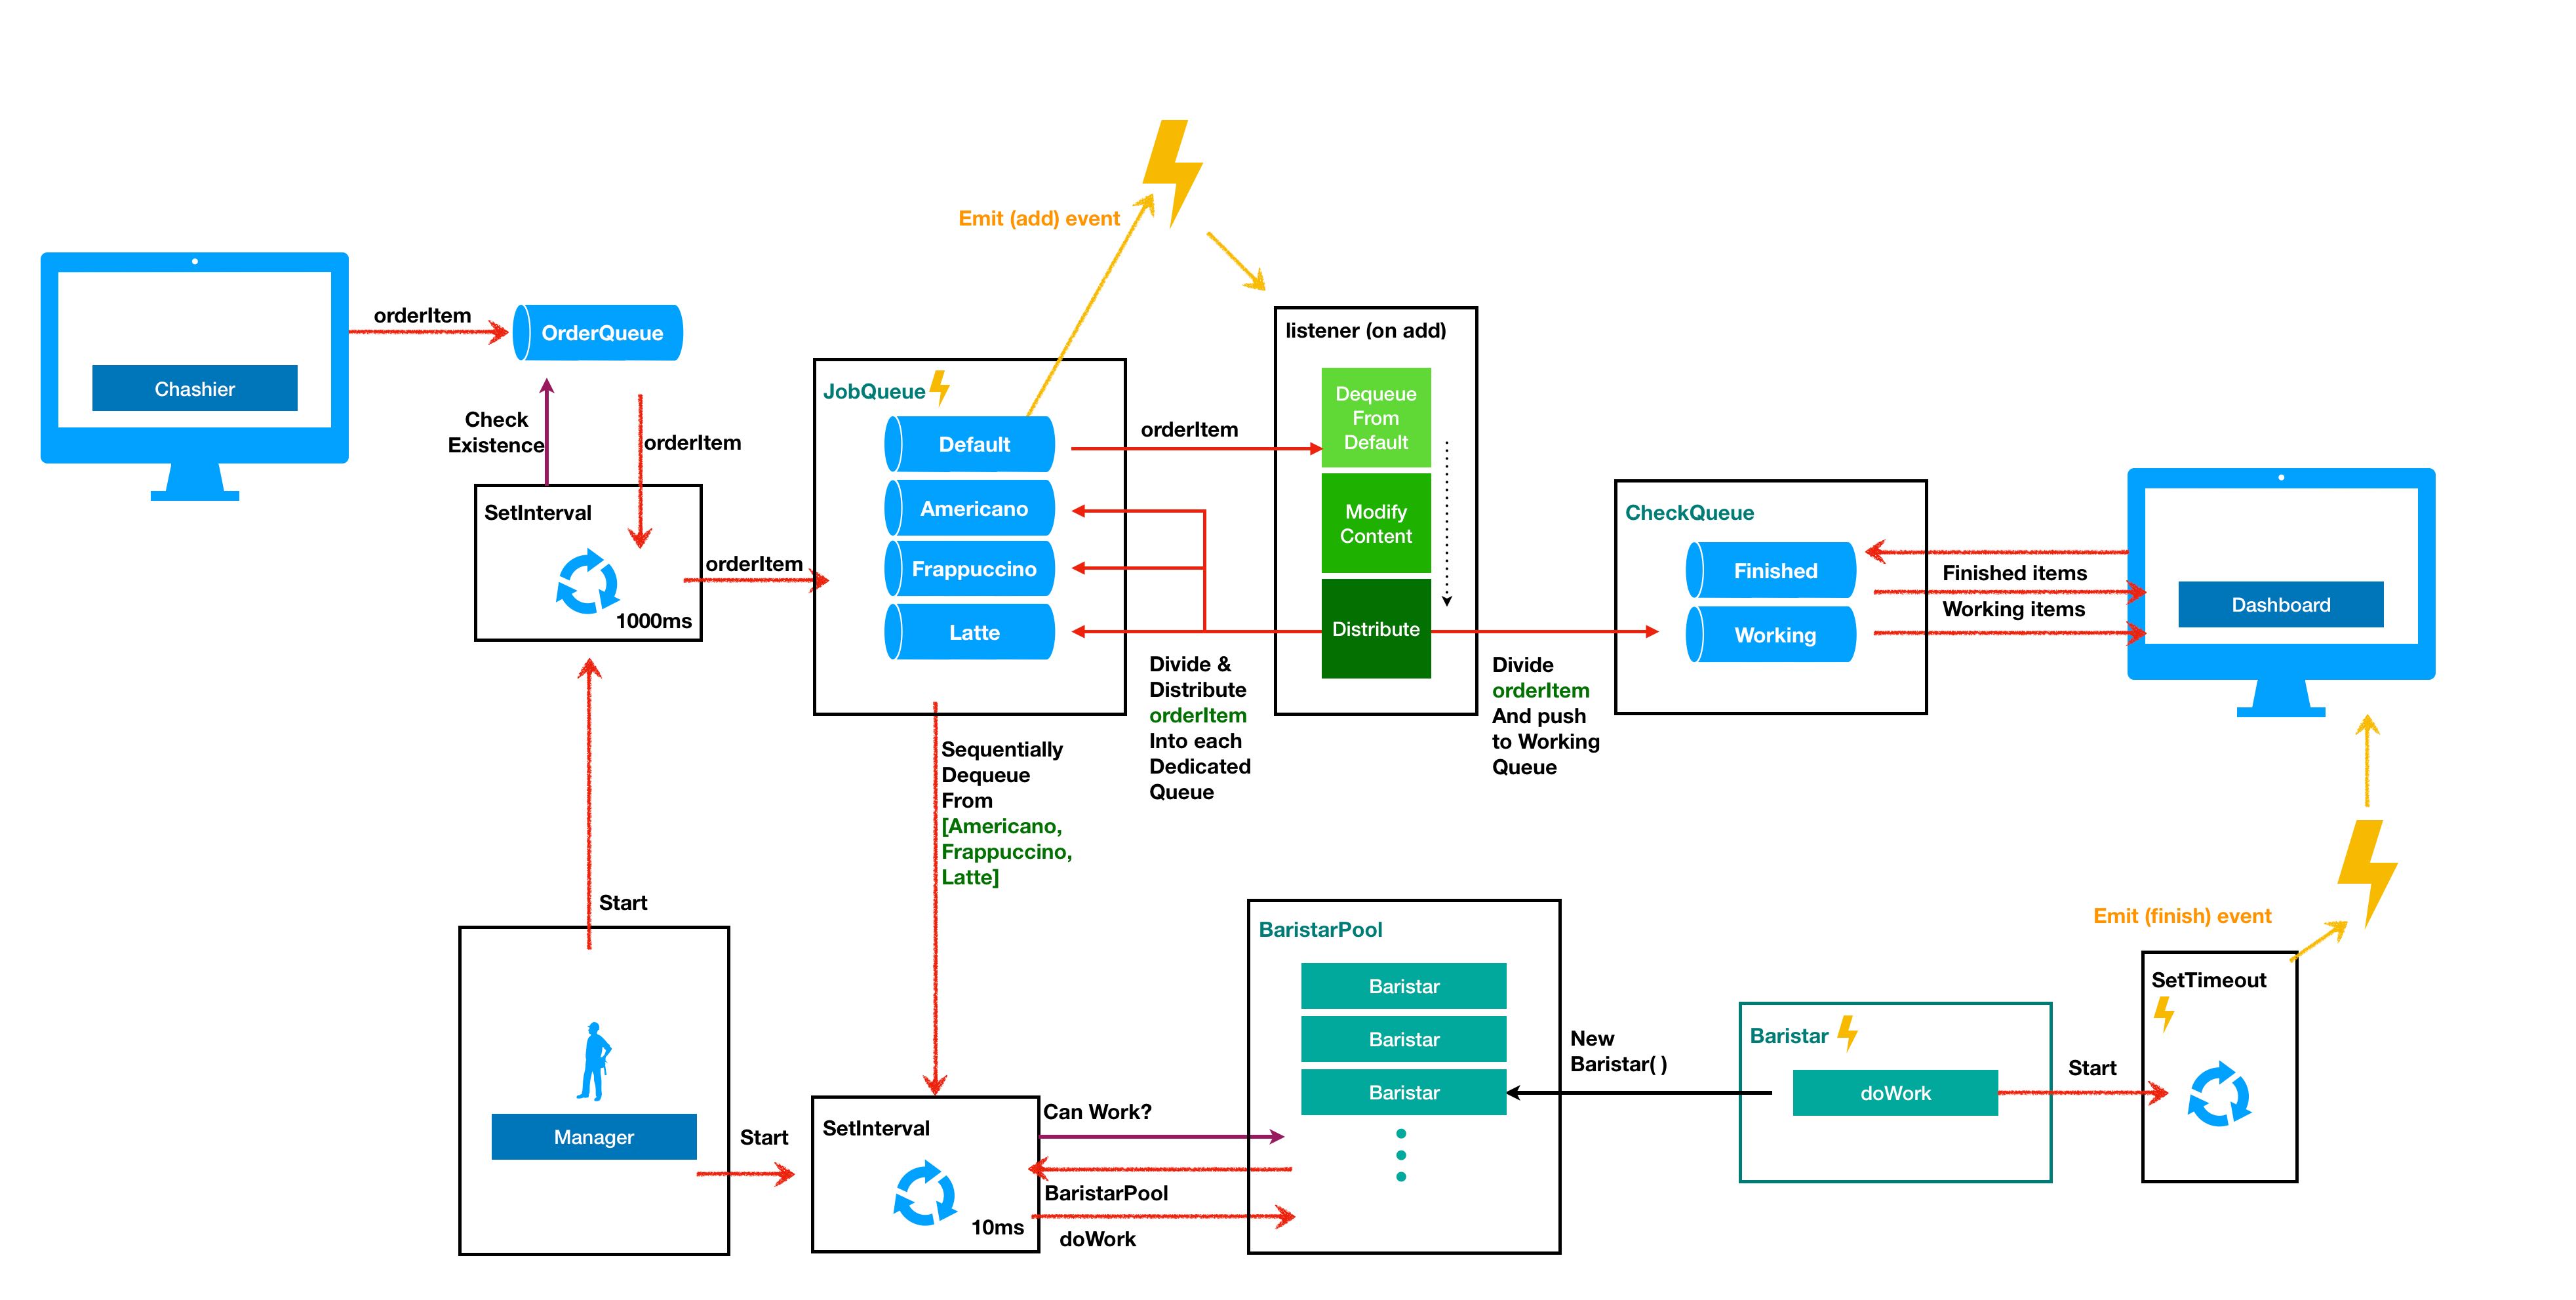 Emit (add) event
Chashier
orderItem
OrderQueue
Check
Existence
orderItem
SetInterval
1000ms
orderItem
JobQueue
Default
Americano
Frappuccino
Latte
orderItem
listener (on add)
Dequeue
From
Default
Modify
Content
Distribute
Divide &
Distribute
orderItem
Into each
Dedicated
Queue
Divide
orderItem
And push
to Working
Queue
CheckQueue
Finished
Working
Finished items
Working items
Dashboard
Sequentially
Dequeue
From
[Americano,
Frappuccino,
Latte]
Start
Manager
Start
SetInterval
10ms
Can Work?
BaristarPool
doWork
BaristarPool
Baristar
Baristar
Baristar
New
Baristar( )
Baristar
doWork
Start
SetTimeout
Emit (finish) event